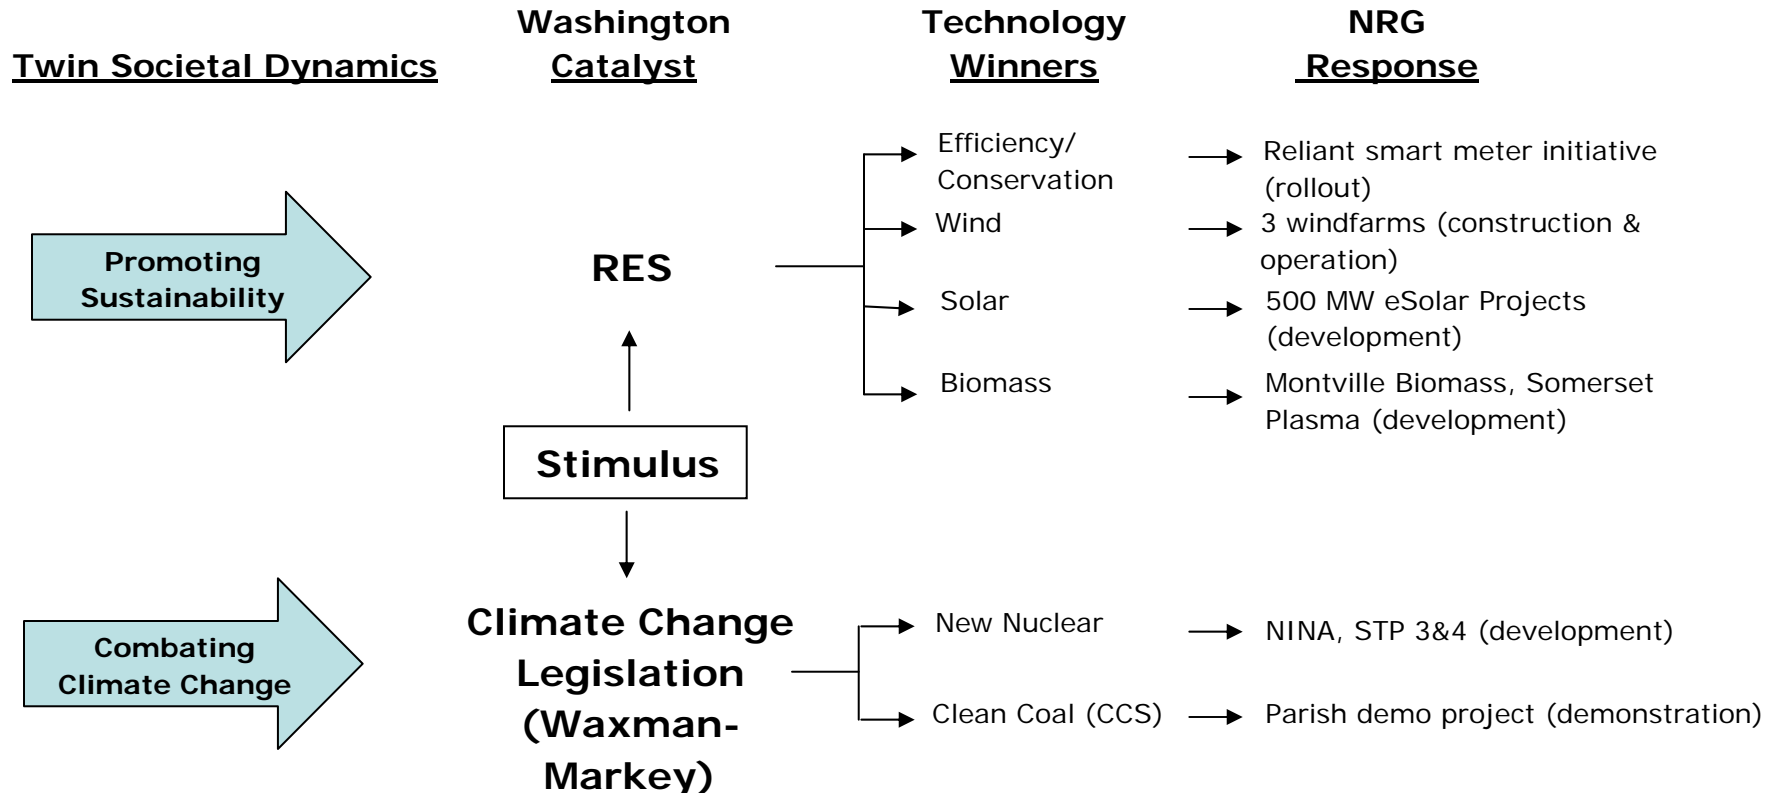 Twin Societal Dynamics
Washington
Catalyst
Technology
Winners
NRG
Response
Promoting
Sustainability
RES
Efficiency/
Conservation
Reliant smart meter initiative
(rollout)
Wind
3 windfarms (construction &
operation)
Solar
500 MW eSolar Projects
(development)
Biomass
Montville Biomass, Somerset
Plasma (development)
Stimulus
Combating
Climate Change
Climate Change
Legislation
(Waxman-
Markey)
New Nuclear
NINA, STP 3&4 (development)
Clean Coal (CCS)
Parish demo project (demonstration)